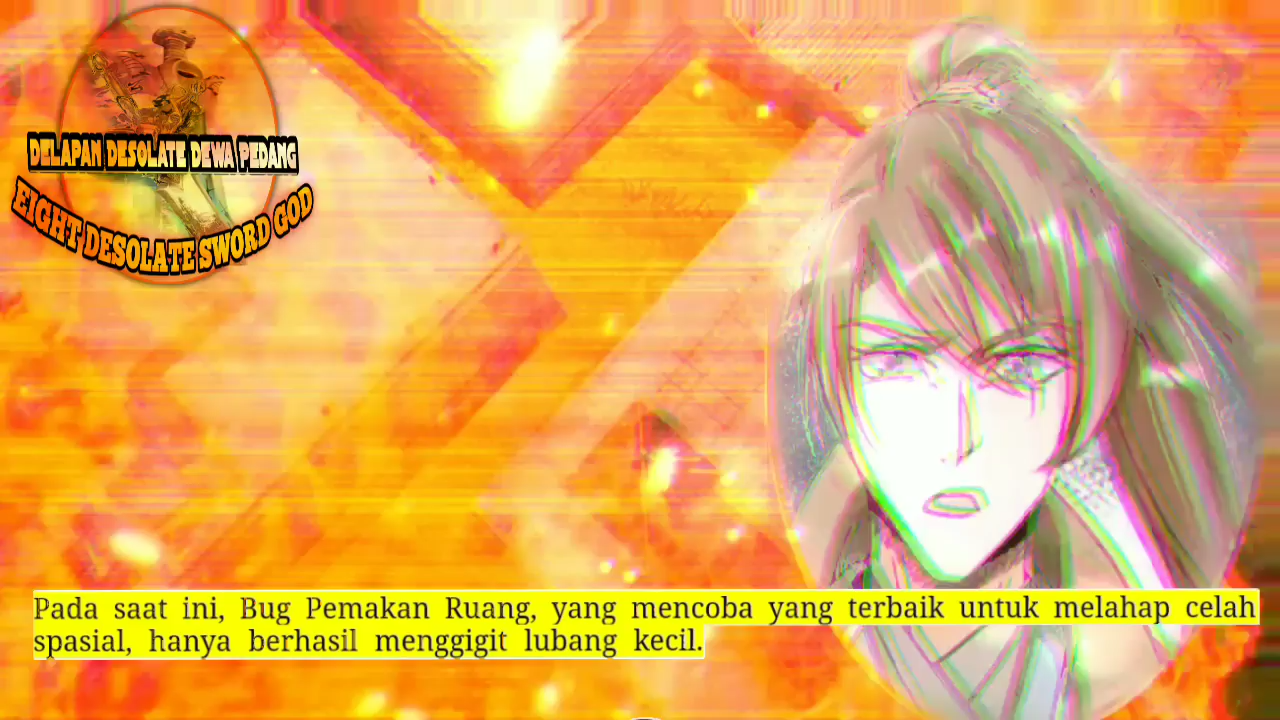 DELAPAN DESOLATE DEWA PEDANG
EIGHT DESOLATE SWORD GOD
Pada saat ini, Bug Pemakan Ruang, yang mencoba yang terbaik untuk melahap celah
spasial, hanya berhasil menggigit lubang kecil.